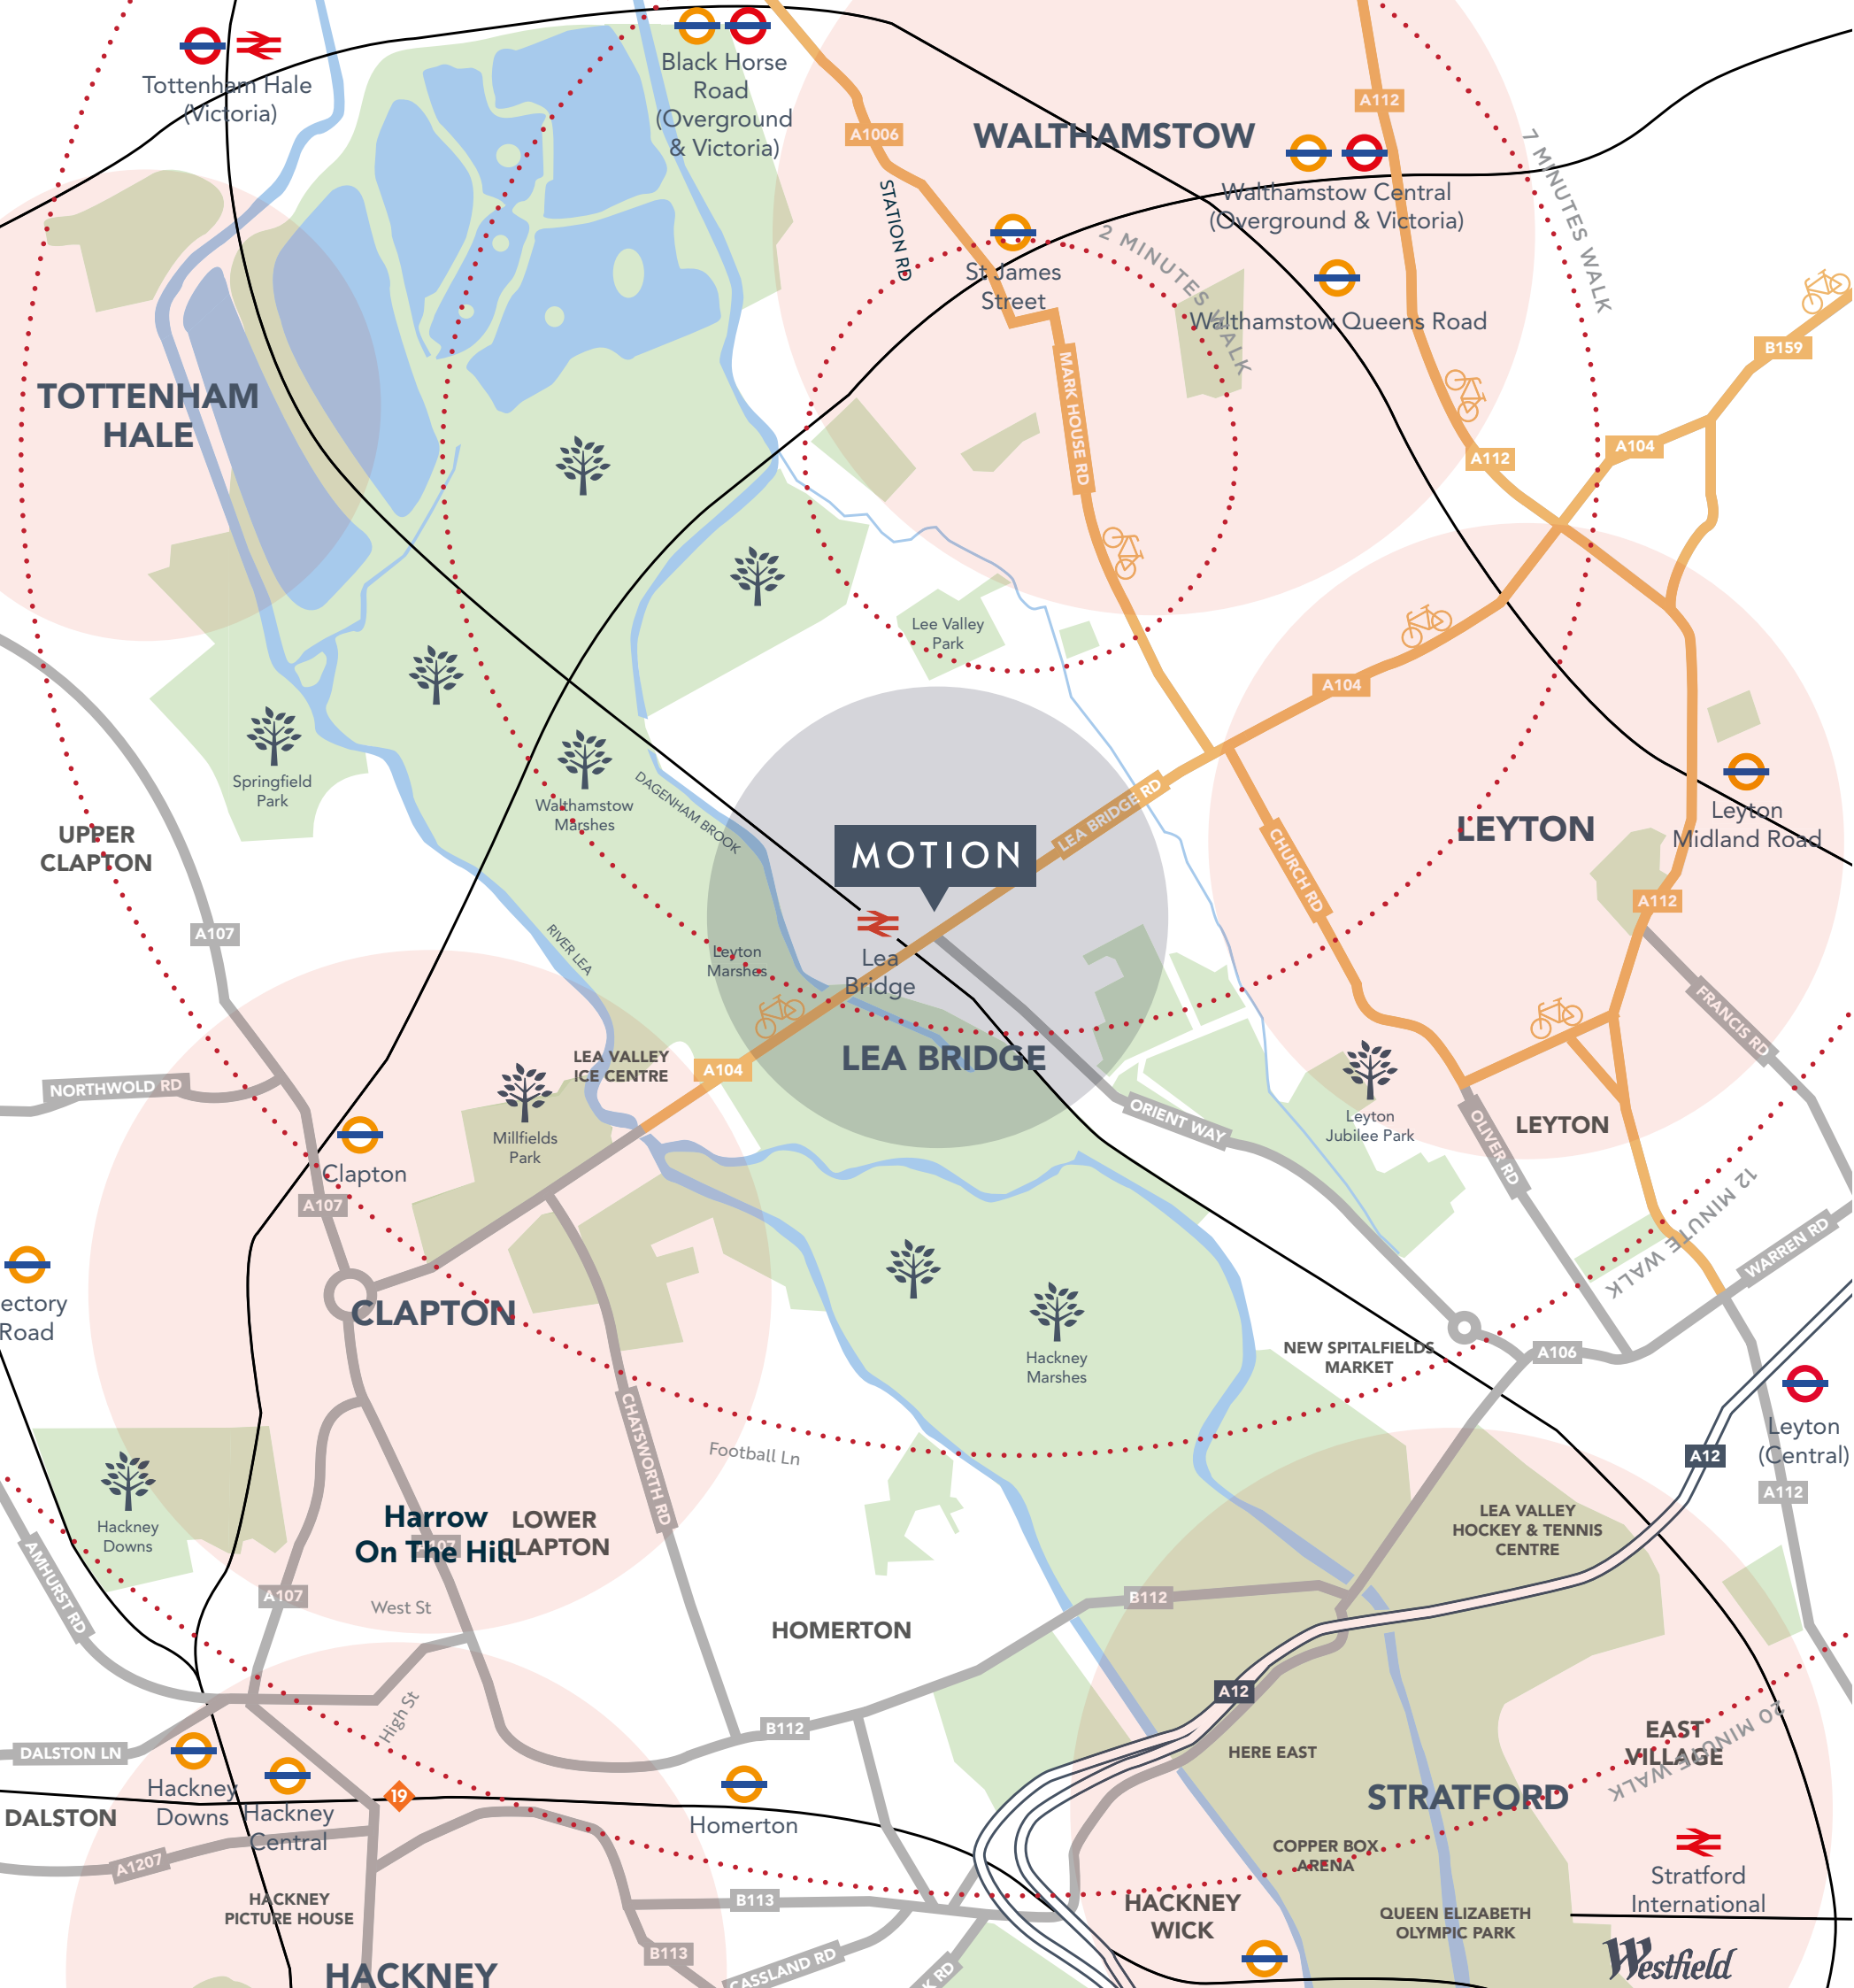 Tottenham Hale
(Victoria)
Black Horse
Road
(Overground
& Victoria)
A1006
STATION RD
WALTHAMSTOW
A112
Walthamstow Central
(Overground & Victoria)
7 MINUTES WALK
St James
Street
2 MINUTES WALK
Walthamstow Queens Road
B159
MARK HOUSE RD
TOTTENHAM
HALE
A112
A104
Lee Valley
Park
A104
Springfield
Park
Walthamstow
Marshes
DAGENHAM BROOK
UPPER
CLAPTON
MOTION
LEA BRIDGE RD
CHURCH RD
LEYTON
Leyton
Midland Road
A112
A107
RIVER LEA
Leyton
Marshes
Lea
Bridge
FRANCIS RD
LEA BRIDGE
LEA VALLEY
ICE CENTRE
A104
NORTHWOLD RD
Millfields
Park
ORIENT WAY
Leyton
Jubilee Park
OLIVER RD
LEYTON
Clapton
A107
12 MINUTE WALK
WARREN RD
ectory
Road
CLAPTON
Hackney
Marshes
NEW SPITALFIELDS
MARKET
A106
Leyton
(Central)
A12
A112
CHATSWORTH RD
Football Ln
Hackney
Downs
AMHURST RD
Harrow
On The Hill
LOWER
CLAPTON
A107
A107
West St
LEA VALLEY
HOCKEY & TENNIS
CENTRE
B112
HOMERTON
A12
High St
B112
DALSTON LN
HERE EAST
EAST
VILLAGE
20 MINUTE WALK
Hackney
Downs
Hackney
Central
19
DALSTON
Homerton
STRATFORD
A1207
COPPER BOX
ARENA
Stratford
International
HACKNEY
PICTURE HOUSE
B113
HACKNEY
WICK
QUEEN ELIZABETH
OLYMPIC PARK
B113
CASSLAND RD
K RD
Westfield
HACKNEY